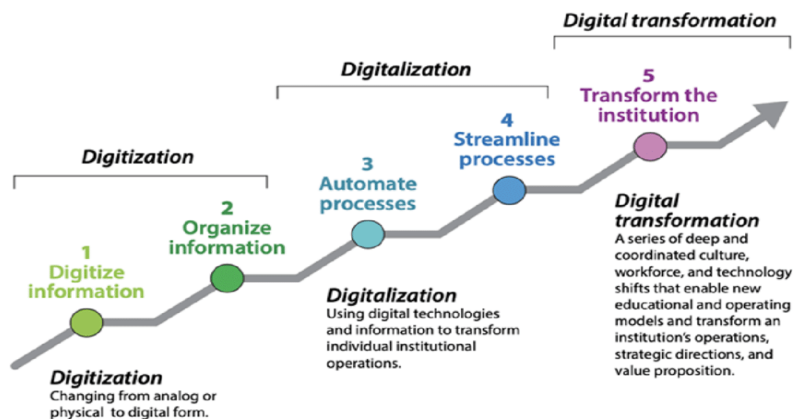 Digital transformation
Digitalization
Digitization
1
Digitize
information
2
Organize
information
3
Automate
processes
4
Streamline
processes
5
Transform the
institution
Digitization
Changing from analog or
physical to digital form.
Digitalization
Using digital technologies
and information to transform
individual institutional
operations.
Digital
transformation
A series of deep and
coordinated culture,
workforce, and technology
shifts that enable new
educational and operating
models and transform an
institution's operations,
strategic directions, and
value proposition.